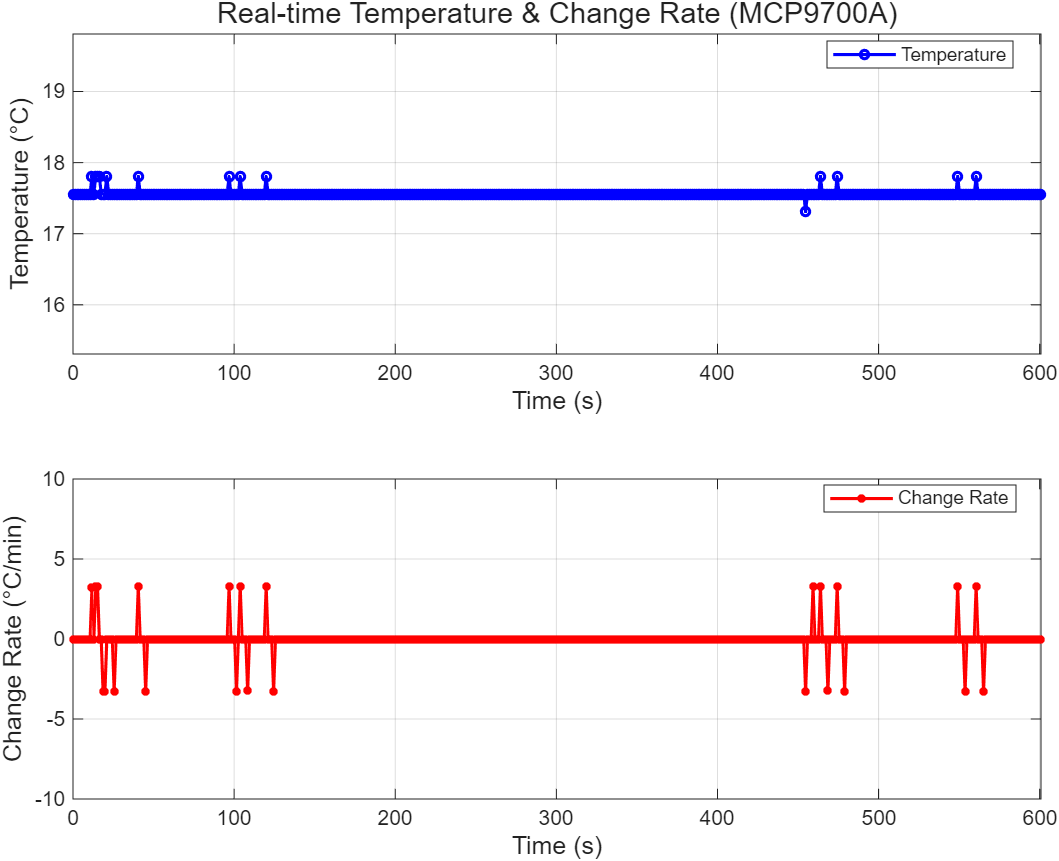 Real-time Temperature & Change Rate (MCP9700A)
Temperature
Temperature (°C)
19
18
17
16
0 100 200 300 400 500 600
Time (s)
Change Rate
Change Rate (°C/min)
10
5
0
-5
-10
0 100 200 300 400 500 600
Time (s)